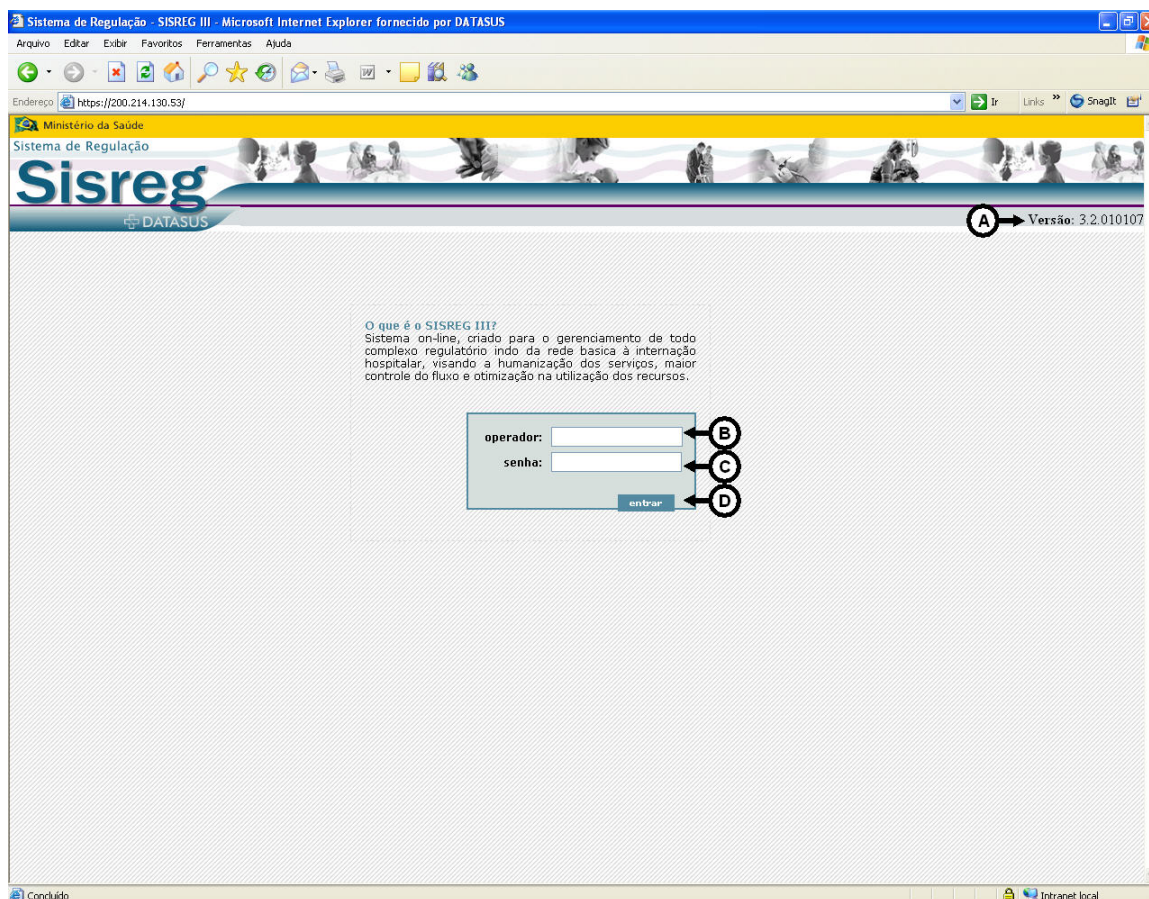 Sistema de Regulação - SISREG III - Microsoft Internet Explorer fornecido por DATASUS
Arquivo Editar Exibir Favoritos Ferramentas Ajuda
Endereço https://200.214.130.53/ Ir Links » SnagIt
Ministério da Saúde
Sistema de Regulação
Sisreg
DATASUS
A Versão: 3.2.010107
O que é o SISREG III?
Sistema on-line, criado para o gerenciamento de todo
complexo regulatório indo da rede basica à internação
hospitalar, visando a humanização dos serviços, maior
controle do fluxo e otimização na utilização dos recursos.
operador: B
senha: C
entrar D
Concluído Intranet local